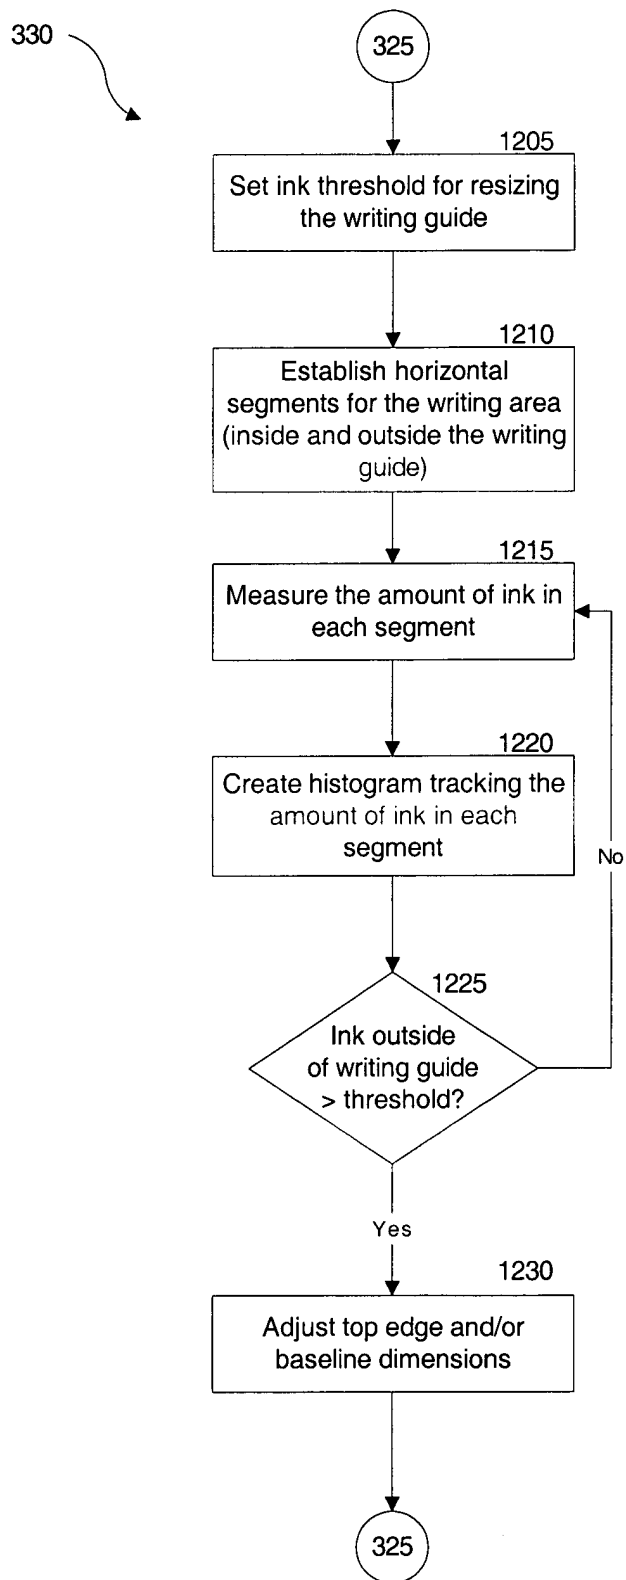 330
325
1205
Set ink threshold for resizing
the writing guide
1210
Establish horizontal
segments for the writing area
(inside and outside the writing
guide)
1215
Measure the amount of ink in
each segment
1220
Create histogram tracking the
amount of ink in each
segment
No
1225
Ink outside
of writing guide
> threshold?
Yes
1230
Adjust top edge and/or
baseline dimensions
325